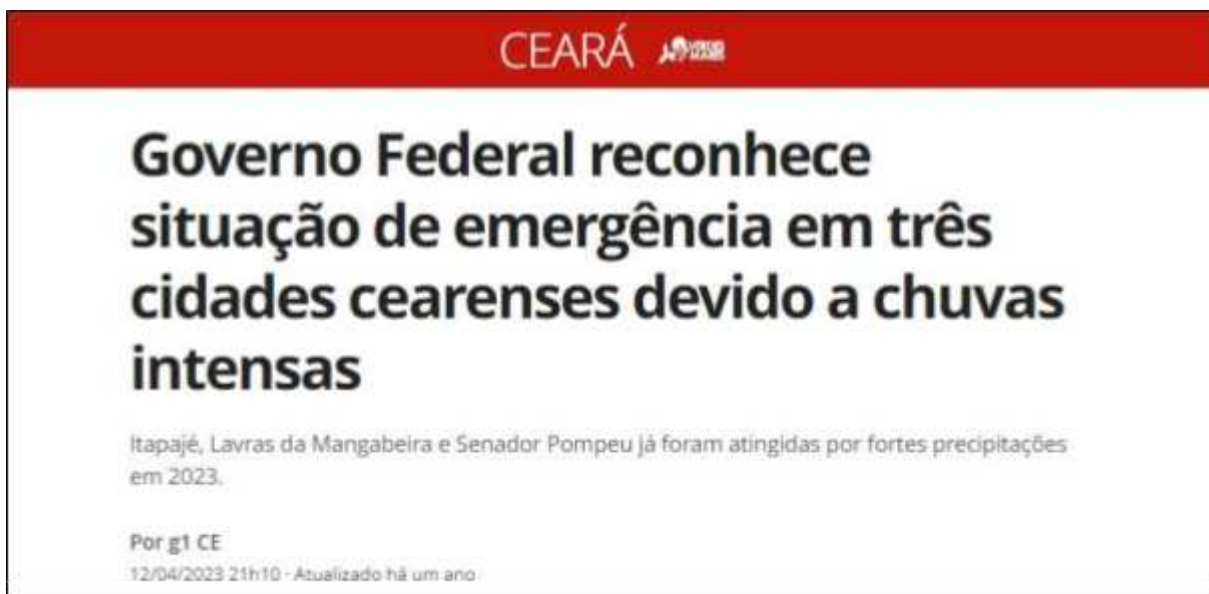 CEARÁ
Governo Federal reconhece
situação de emergência em três
cidades cearenses devido a chuvas
intensas
Itapajé, Lavras da Mangabeira e Senador Pompeu já foram atingidas por fortes precipitações
em 2023.
Por g1 CE
12/04/2023 21h10 - Atualizado há um ano